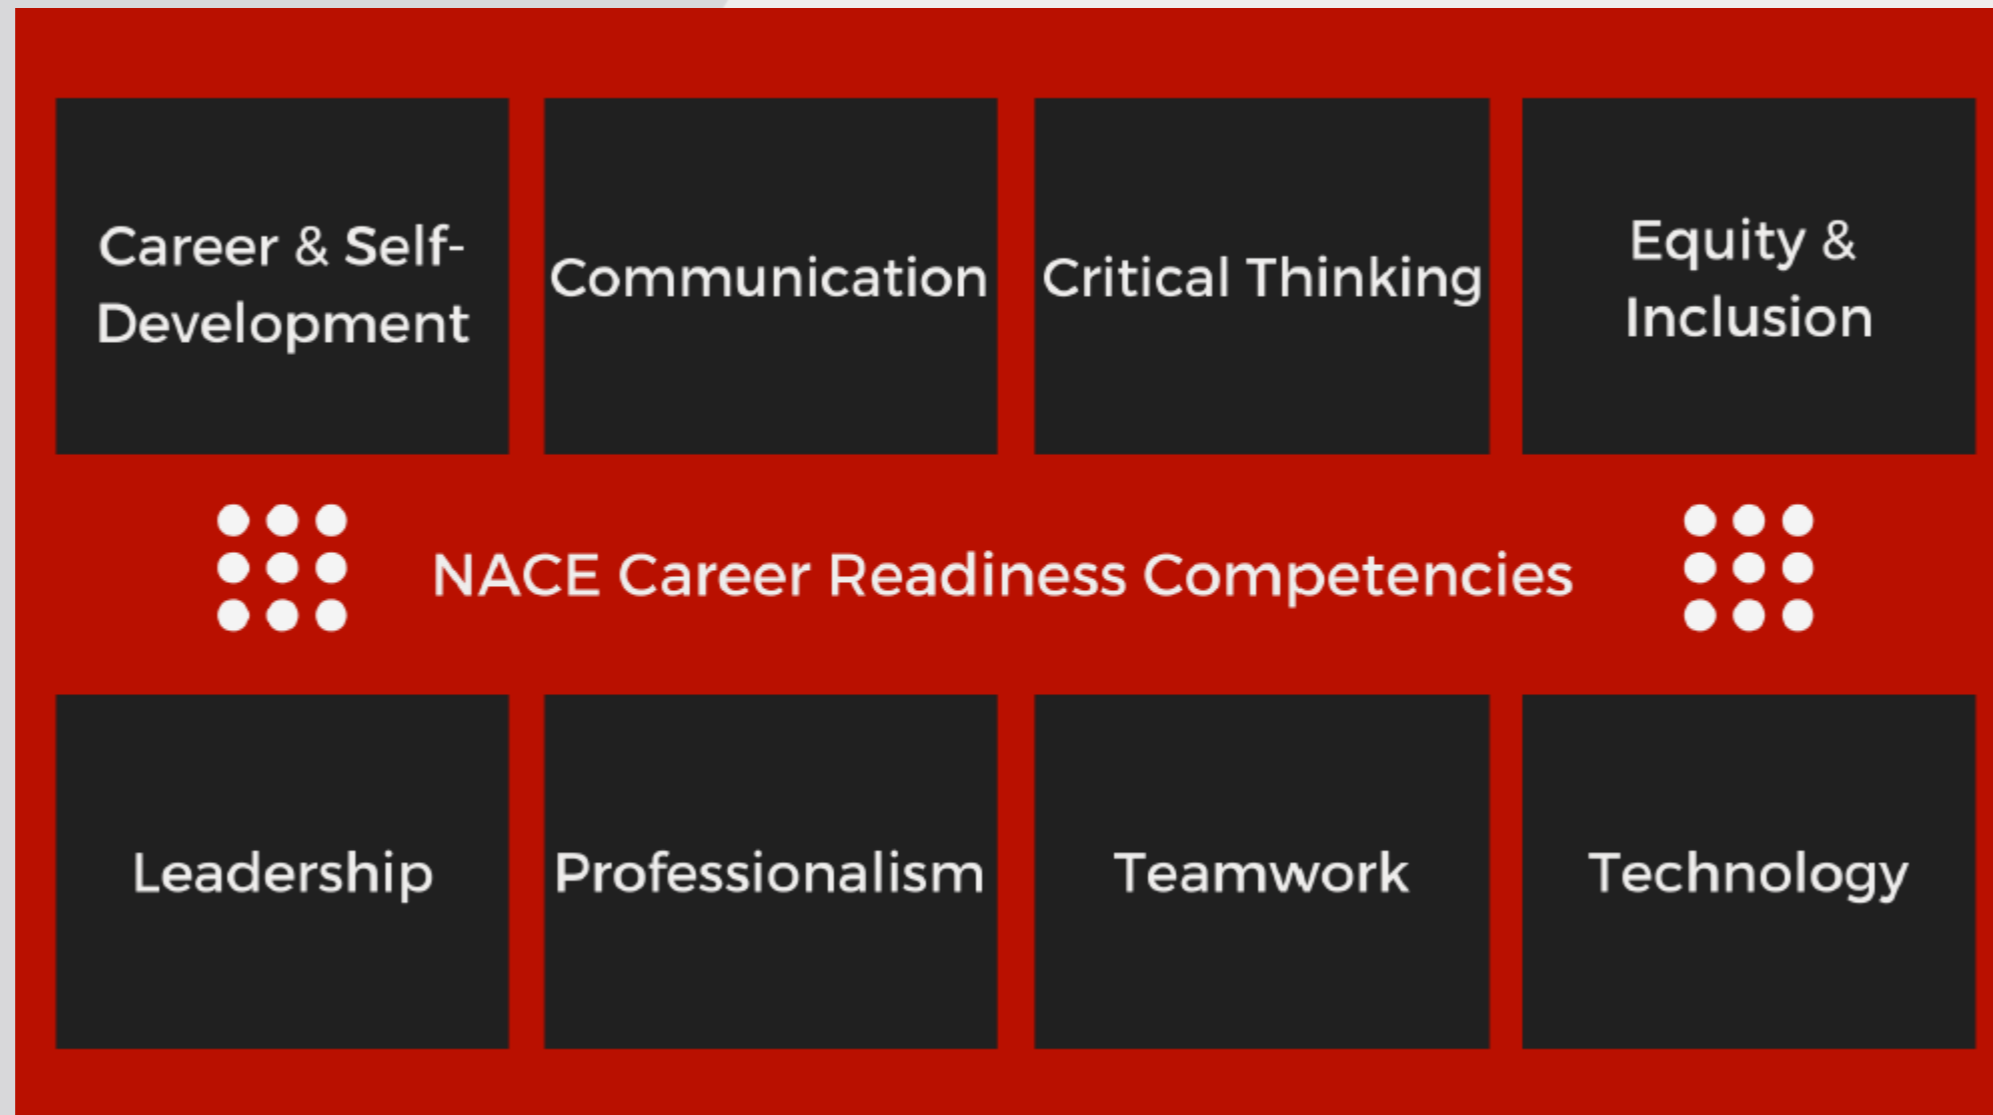 Career & Self-
Development
Communication
Critical Thinking
Equity &
Inclusion
NACE Career Readiness Competencies
Leadership
Professionalism
Teamwork
Technology